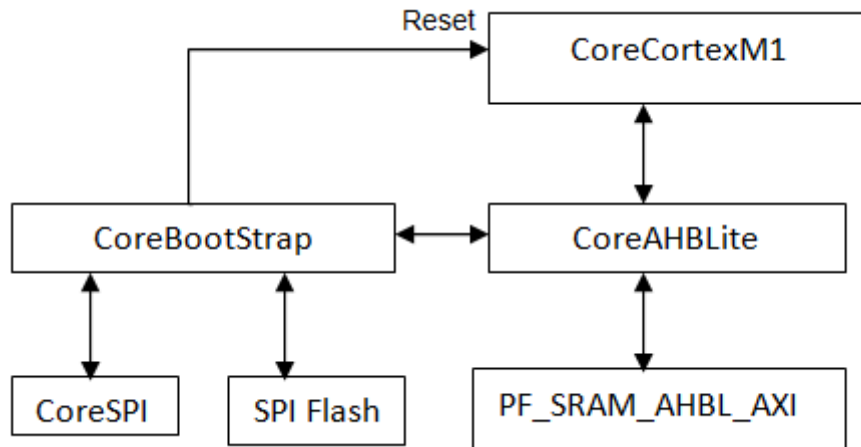 Reset
CoreCortexM1
CoreBootStrap
CoreAHBLite
CoreSPI
SPI Flash
PF_SRAM_AHBL_AXI